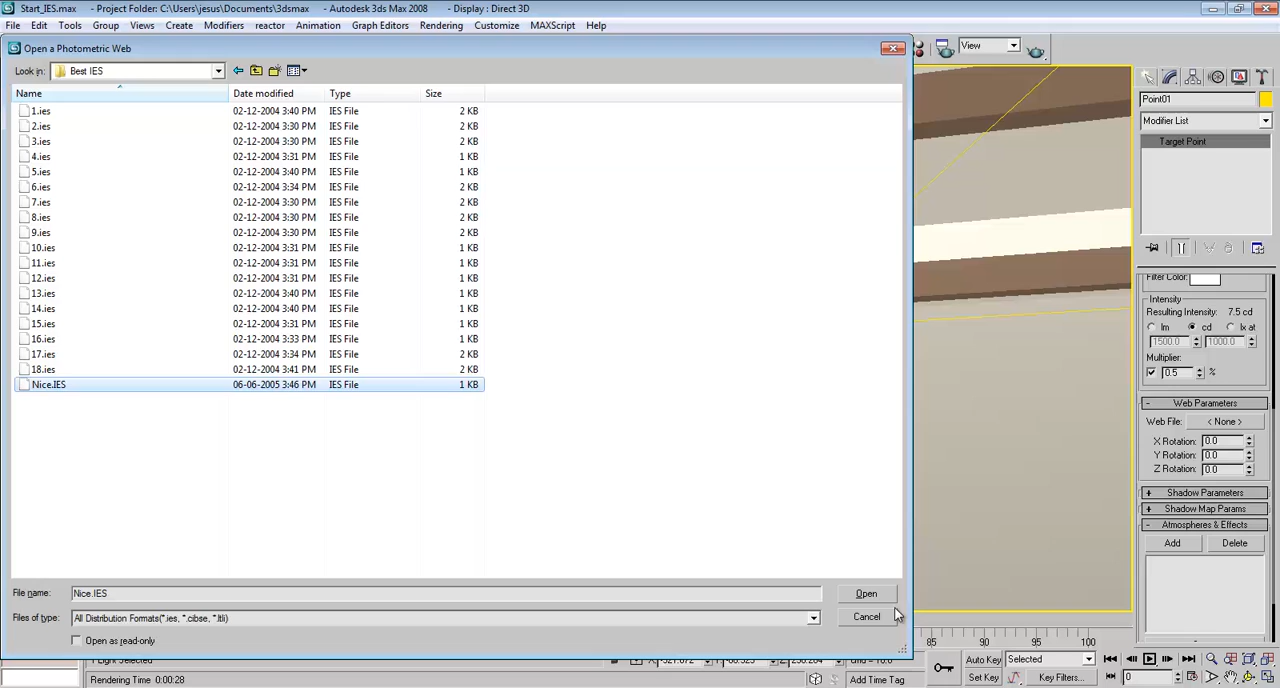 Start_IES.max - Project Folder: C:\Users\jesus\Documents\3dsmax - Autodesk 3ds Max 2008 - Display : Direct 3D
File Edit Tools Group Views Create Modifiers reactor Animation Graph Editors Rendering Customize MAXScript Help
Open a Photometric Web
View
Look in: Best IES
Name Date modified Type Size
1.ies 02-12-2004 3:40 PM IES File 2 KB
2.ies 02-12-2004 3:30 PM IES File 2 KB
3.ies 02-12-2004 3:30 PM IES File 2 KB
4.ies 02-12-2004 3:31 PM IES File 1 KB
5.ies 02-12-2004 3:40 PM IES File 1 KB
6.ies 02-12-2004 3:34 PM IES File 2 KB
7.ies 02-12-2004 3:30 PM IES File 2 KB
8.ies 02-12-2004 3:30 PM IES File 2 KB
9.ies 02-12-2004 3:30 PM IES File 2 KB
10.ies 02-12-2004 3:31 PM IES File 1 KB
11.ies 02-12-2004 3:31 PM IES File 1 KB
12.ies 02-12-2004 3:31 PM IES File 1 KB
13.ies 02-12-2004 3:40 PM IES File 1 KB
14.ies 02-12-2004 3:40 PM IES File 1 KB
15.ies 02-12-2004 3:31 PM IES File 1 KB
16.ies 02-12-2004 3:33 PM IES File 1 KB
17.ies 02-12-2004 3:34 PM IES File 2 KB
18.ies 02-12-2004 3:41 PM IES File 2 KB
Nice.IES 06-06-2005 3:46 PM IES File 1 KB
File name: Nice.IES Open
Files of type: All Distribution Formats(*.ies, *.cibse, *.ltli) Cancel
Open as read-only
Point01
Modifier List
Target Point
Filter Color:
Intensity
Resulting Intensity: 7.5 cd
lm cd lx at
1500.0 1000.0
Multiplier:
0.5 %
- Web Parameters
Web File: < None >
X Rotation: 0.0
Y Rotation: 0.0
Z Rotation: 0.0
+ Shadow Parameters
+ Shadow Map Params
- Atmospheres & Effects
Add Delete
85 90 95 100
Auto Key Selected
Rendering Time 0:00:28 Add Time Tag Set Key Key Filters... 0